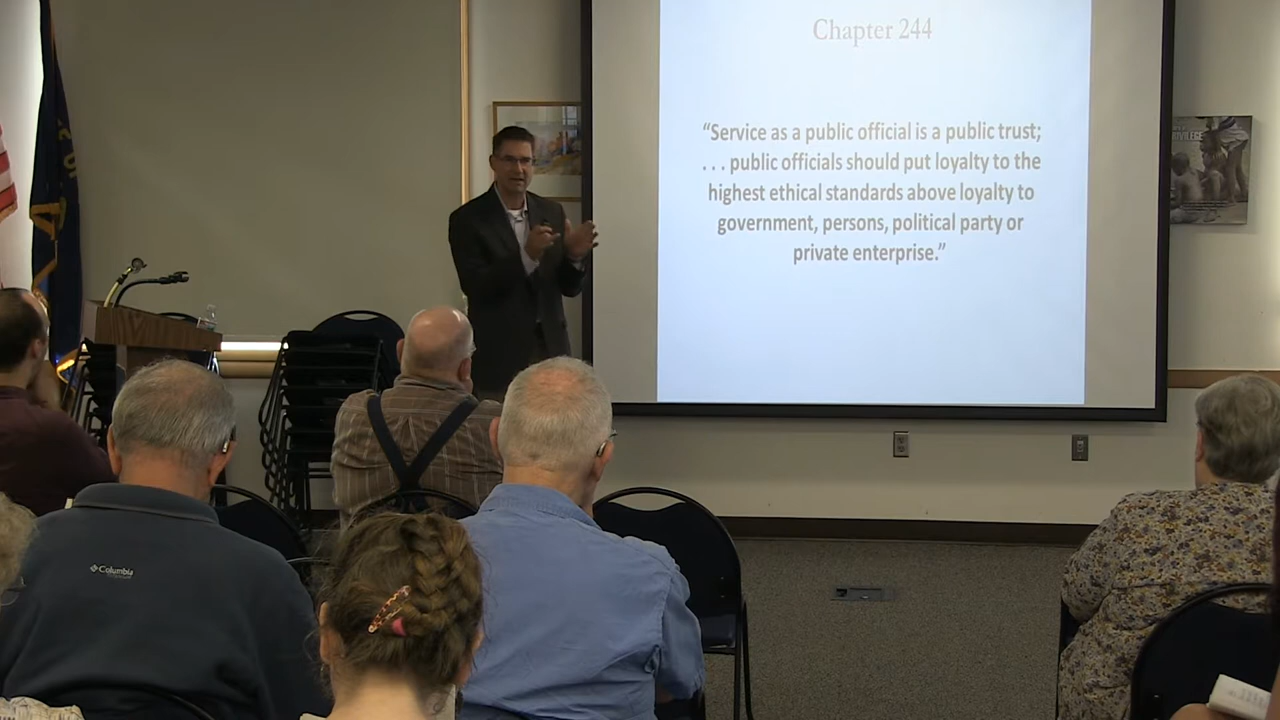 Chapter 244
“Service as a public official is a public trust;
. . . public officials should put loyalty to the
highest ethical standards above loyalty to
government, persons, political party or
private enterprise.”
Columbia